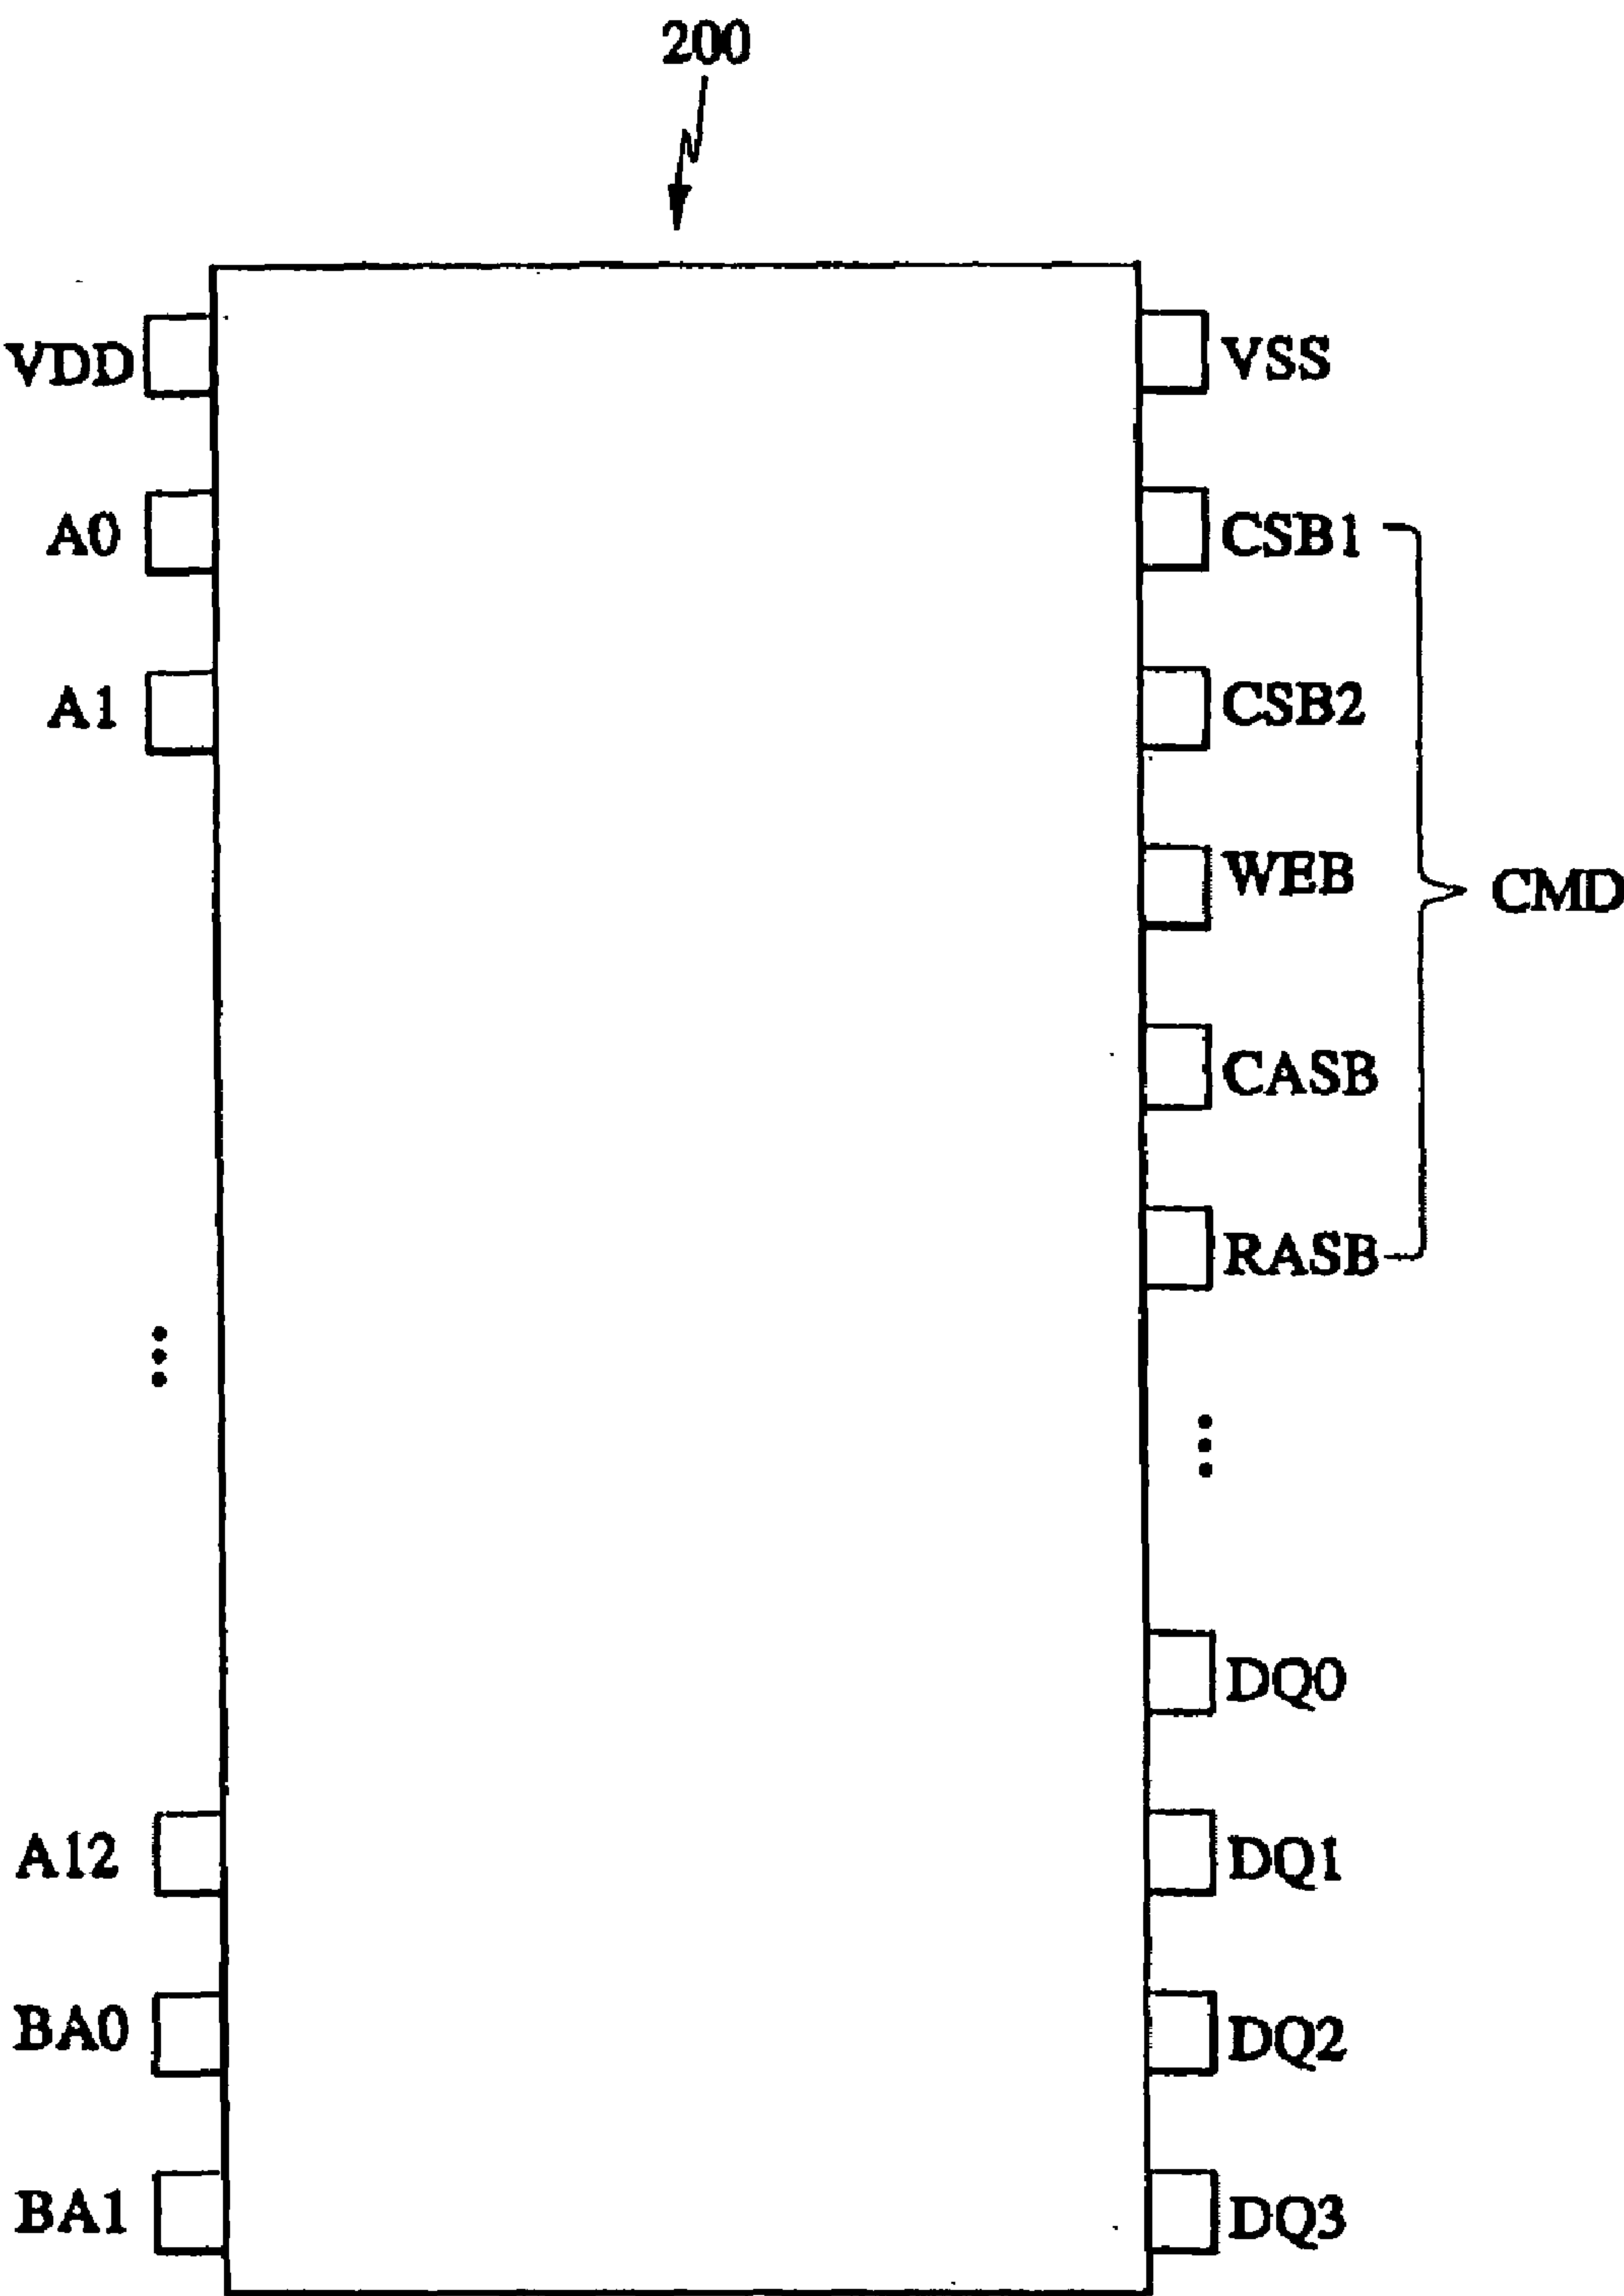 200
VDD
VSS
A0
CSB1
A1
CSB2
WEB
CMD
CASB
RASB
DQ0
A12
DQ1
BA0
DQ2
BA1
DQ3